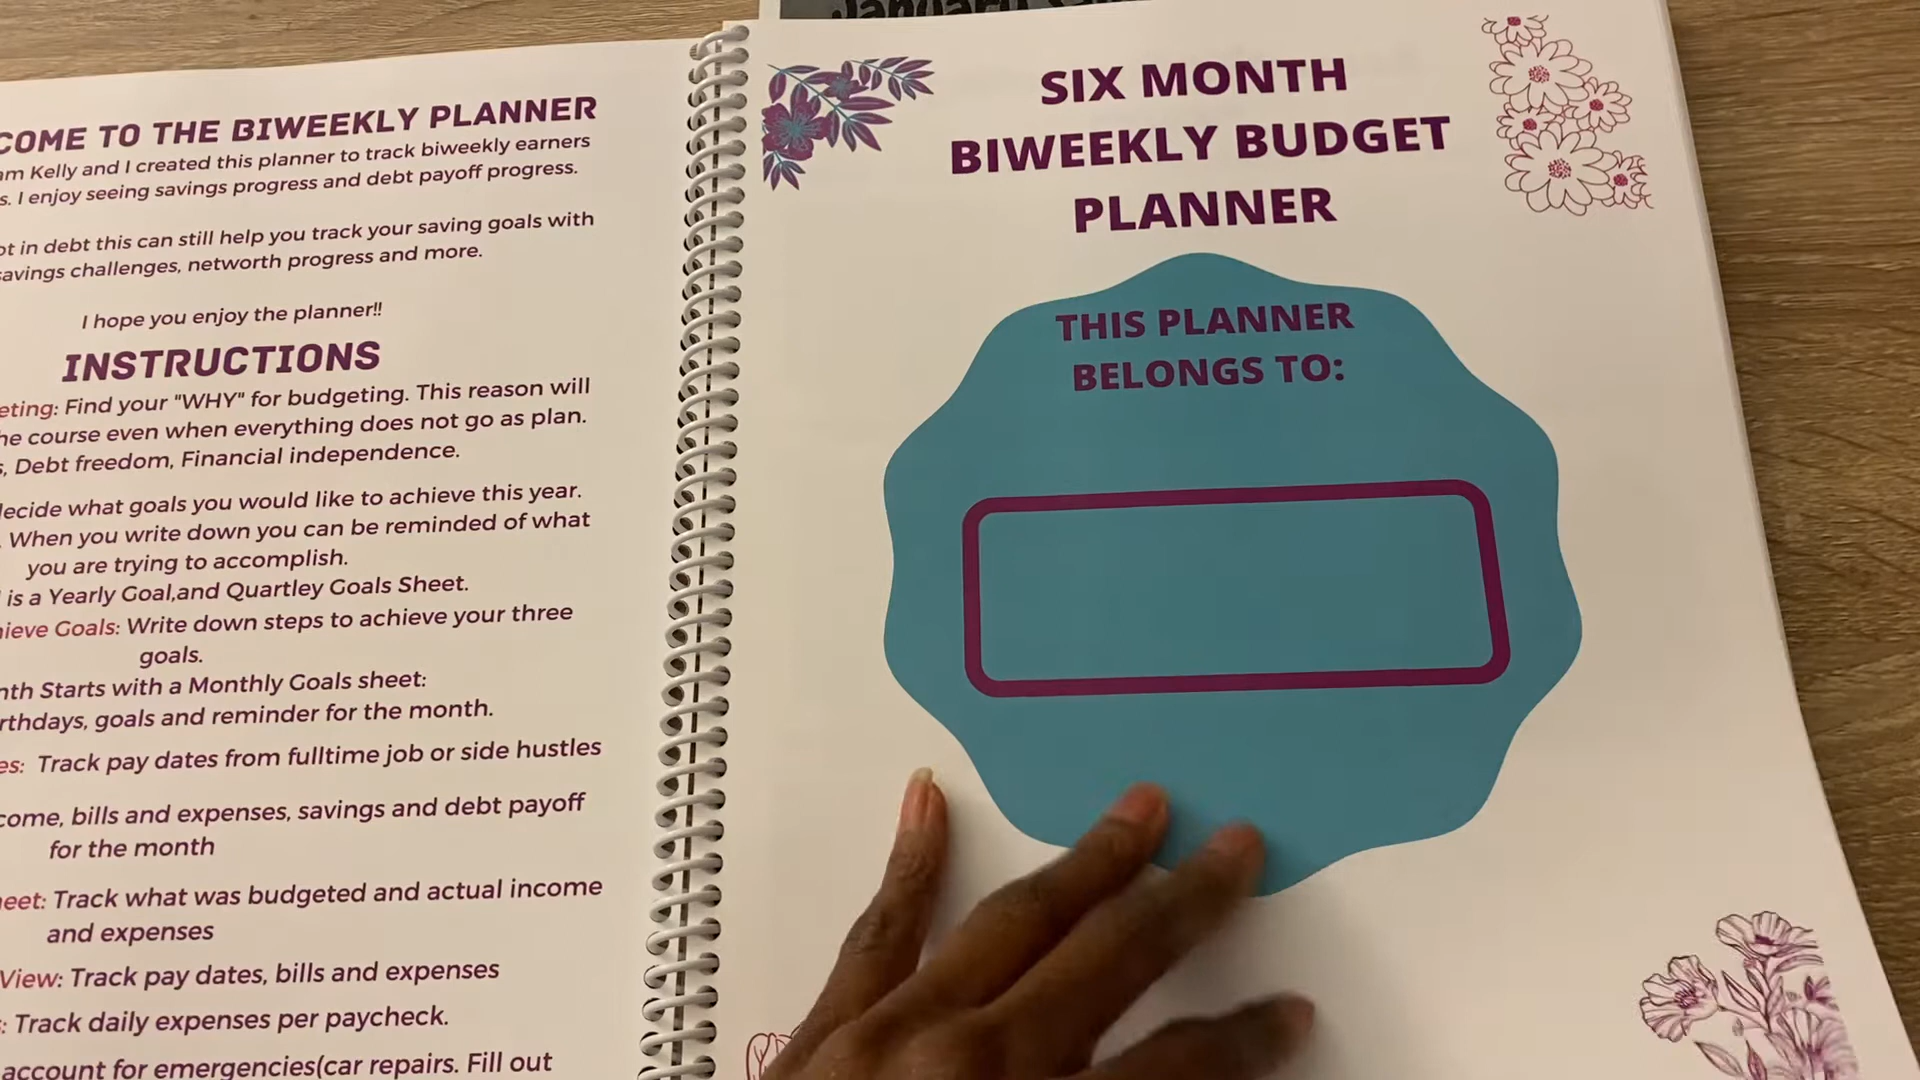 January
COME TO THE BIWEEKLY PLANNER
am Kelly and I created this planner to track biweekly earners
s. I enjoy seeing savings progress and debt payoff progress.
ot in debt this can still help you track your saving goals with
savings challenges, networth progress and more.
I hope you enjoy the planner!!
INSTRUCTIONS
eting: Find your "WHY" for budgeting. This reason will
he course even when everything does not go as plan.
s, Debt freedom, Financial independence.
decide what goals you would like to achieve this year.
. When you write down you can be reminded of what
you are trying to accomplish.
is a Yearly Goal,and Quartley Goals Sheet.
hieve Goals: Write down steps to achieve your three
goals.
nth Starts with a Monthly Goals sheet:
rthdays, goals and reminder for the month.
es: Track pay dates from fulltime job or side hustles
come, bills and expenses, savings and debt payoff
for the month
heet: Track what was budgeted and actual income
and expenses
View: Track pay dates, bills and expenses
s: Track daily expenses per paycheck.
account for emergencies(car repairs. Fill out
SIX MONTH
BIWEEKLY BUDGET
PLANNER
THIS PLANNER
BELONGS TO: